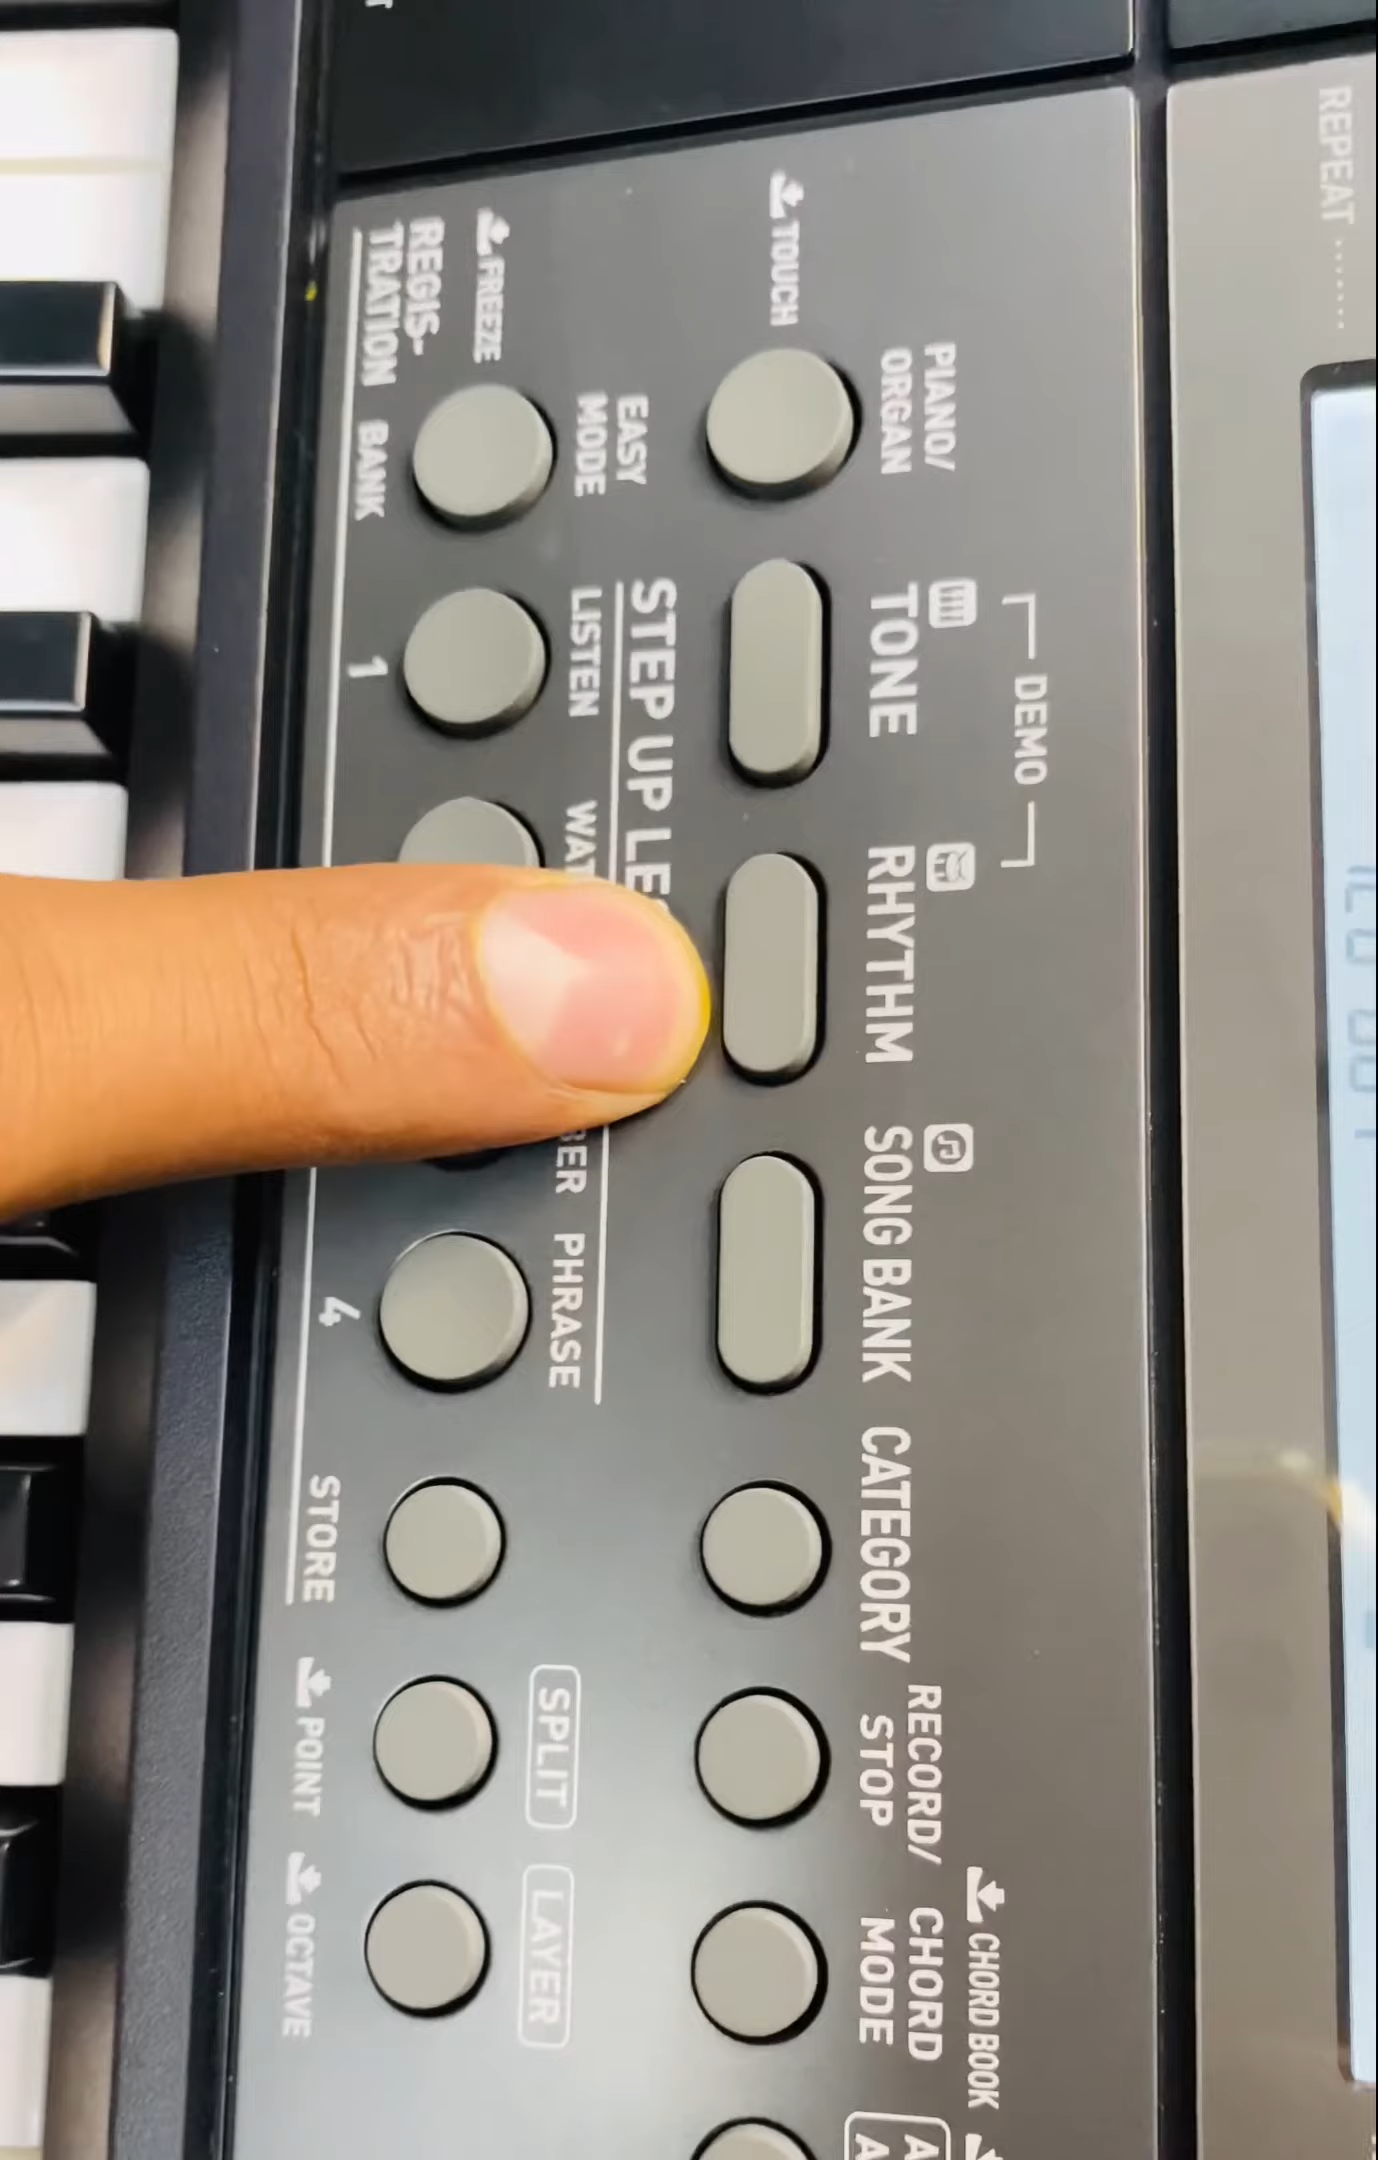 REPEAT
DEMO
CHORD BOOK
PIANO/
ORGAN
TONE
RHYTHM
SONG BANK
CATEGORY
RECORD/
STOP
CHORD
MODE
TOUCH
STEP UP LE
EASY
MODE
LISTEN
PHRASE
SPLIT
LAYER
FREEZE
REGIS-
TRATION
BANK
1
4
STORE
POINT
OCTAVE